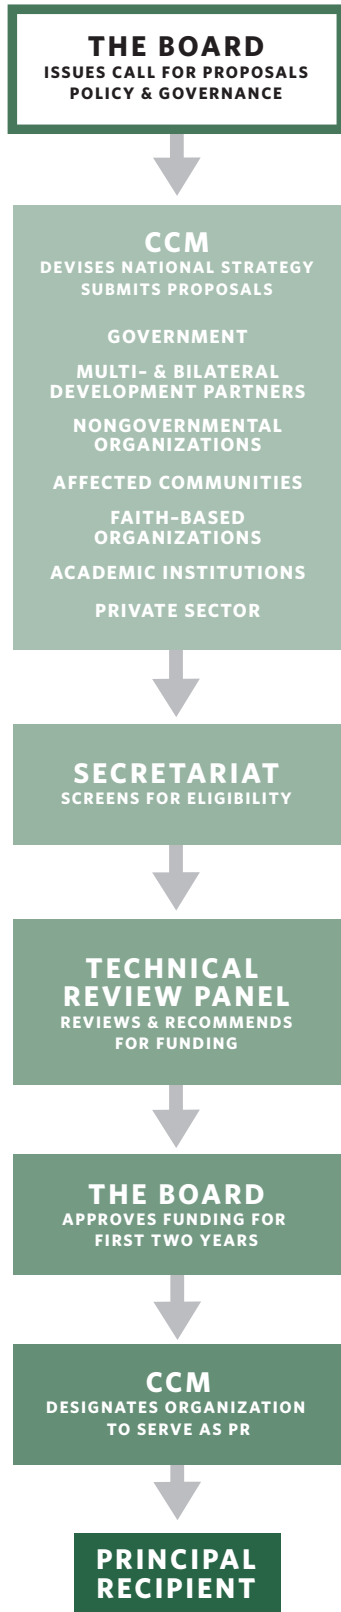 THE BOARD
ISSUES CALL FOR PROPOSALS
POLICY & GOVERNANCE
CCM
DEVISES NATIONAL STRATEGY
SUBMITS PROPOSALS
GOVERNMENT
MULTI- & BILATERAL
DEVELOPMENT PARTNERS
NONGOVERNMENTAL
ORGANIZATIONS
AFFECTED COMMUNITIES
FAITH-BASED
ORGANIZATIONS
ACADEMIC INSTITUTIONS
PRIVATE SECTOR
SECRETARIAT
SCREENS FOR ELIGIBILITY
TECHNICAL
REVIEW PANEL
REVIEWS & RECOMMENDS
FOR FUNDING
THE BOARD
APPROVES FUNDING FOR
FIRST TWO YEARS
CCM
DESIGNATES ORGANIZATION
TO SERVE AS PR
PRINCIPAL
RECIPIENT